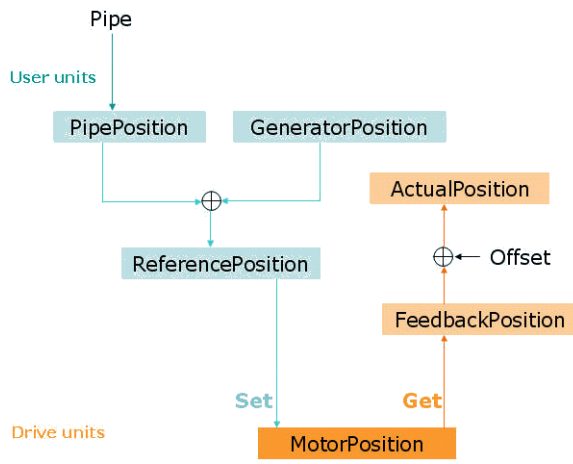 Pipe
User units
PipePosition
GeneratorPosition
ActualPosition
ReferencePosition
Offset
FeedbackPosition
Set
Get
Drive units
MotorPosition